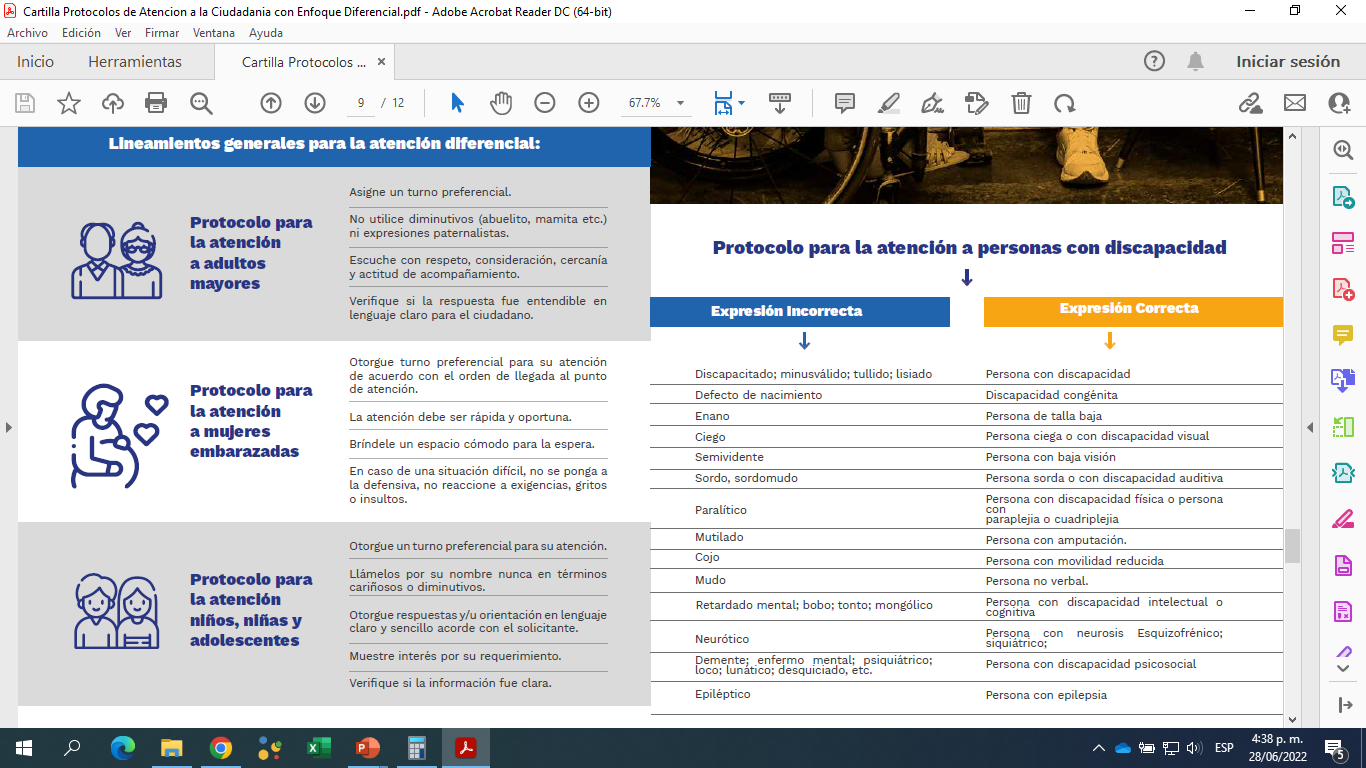 Cartilla Protocolos de Atencion a la Ciudadania con Enfoque Diferencial.pdf - Adobe Acrobat Reader DC (64-bit)
Archivo Edición Ver Firmar Ventana Ayuda
Inicio Herramientas Cartilla Protocolos ... × Iniciar sesión
9 / 12 67.7%
Lineamientos generales para la atención diferencial:
Protocolo para
la atención
a adultos
mayores
Asigne un turno preferencial.
No utilice diminutivos (abuelito, mamita etc.)
ni expresiones paternalistas.
Escuche con respeto, consideración, cercanía
y actitud de acompañamiento.
Verifique si la respuesta fue entendible en
lenguaje claro para el ciudadano.
Protocolo para
la atención
a mujeres
embarazadas
Otorgue turno preferencial para su atención
de acuerdo con el orden de llegada al punto
de atención.
La atención debe ser rápida y oportuna.
Bríndele un espacio cómodo para la espera.
En caso de una situación difícil, no se ponga a
la defensiva, no reaccione a exigencias, gritos
o insultos.
Protocolo para
la atención
niños, niñas y
adolescentes
Otorgue un turno preferencial para su atención.
Llámelos por su nombre nunca en términos
cariñosos o diminutivos.
Otorgue respuestas y/u orientación en lenguaje
claro y sencillo acorde con el solicitante.
Muestre interés por su requerimiento.
Verifique si la información fue clara.
Protocolo para la atención a personas con discapacidad
Expresión Incorrecta Expresión Correcta
Discapacitado; minusválido; tullido; lisiado Persona con discapacidad
Defecto de nacimiento Discapacidad congénita
Enano Persona de talla baja
Ciego Persona ciega o con discapacidad visual
Semividente Persona con baja visión
Sordo, sordomudo Persona sorda o con discapacidad auditiva
Paralítico Persona con discapacidad física o persona
con
paraplejia o cuadriplejia
Mutilado Persona con amputación.
Cojo Persona con movilidad reducida
Mudo Persona no verbal.
Retardado mental; bobo; tonto; mongólico Persona con discapacidad intelectual o
cognitiva
Neurótico Persona con neurosis Esquizofrénico;
siquiátrico;
Demente; enfermo mental; psiquiátrico; Persona con discapacidad psicosocial
loco; lunático; desquiciado, etc.
Epiléptico Persona con epilepsia
ESP 4:38 p. m.
28/06/2022
5